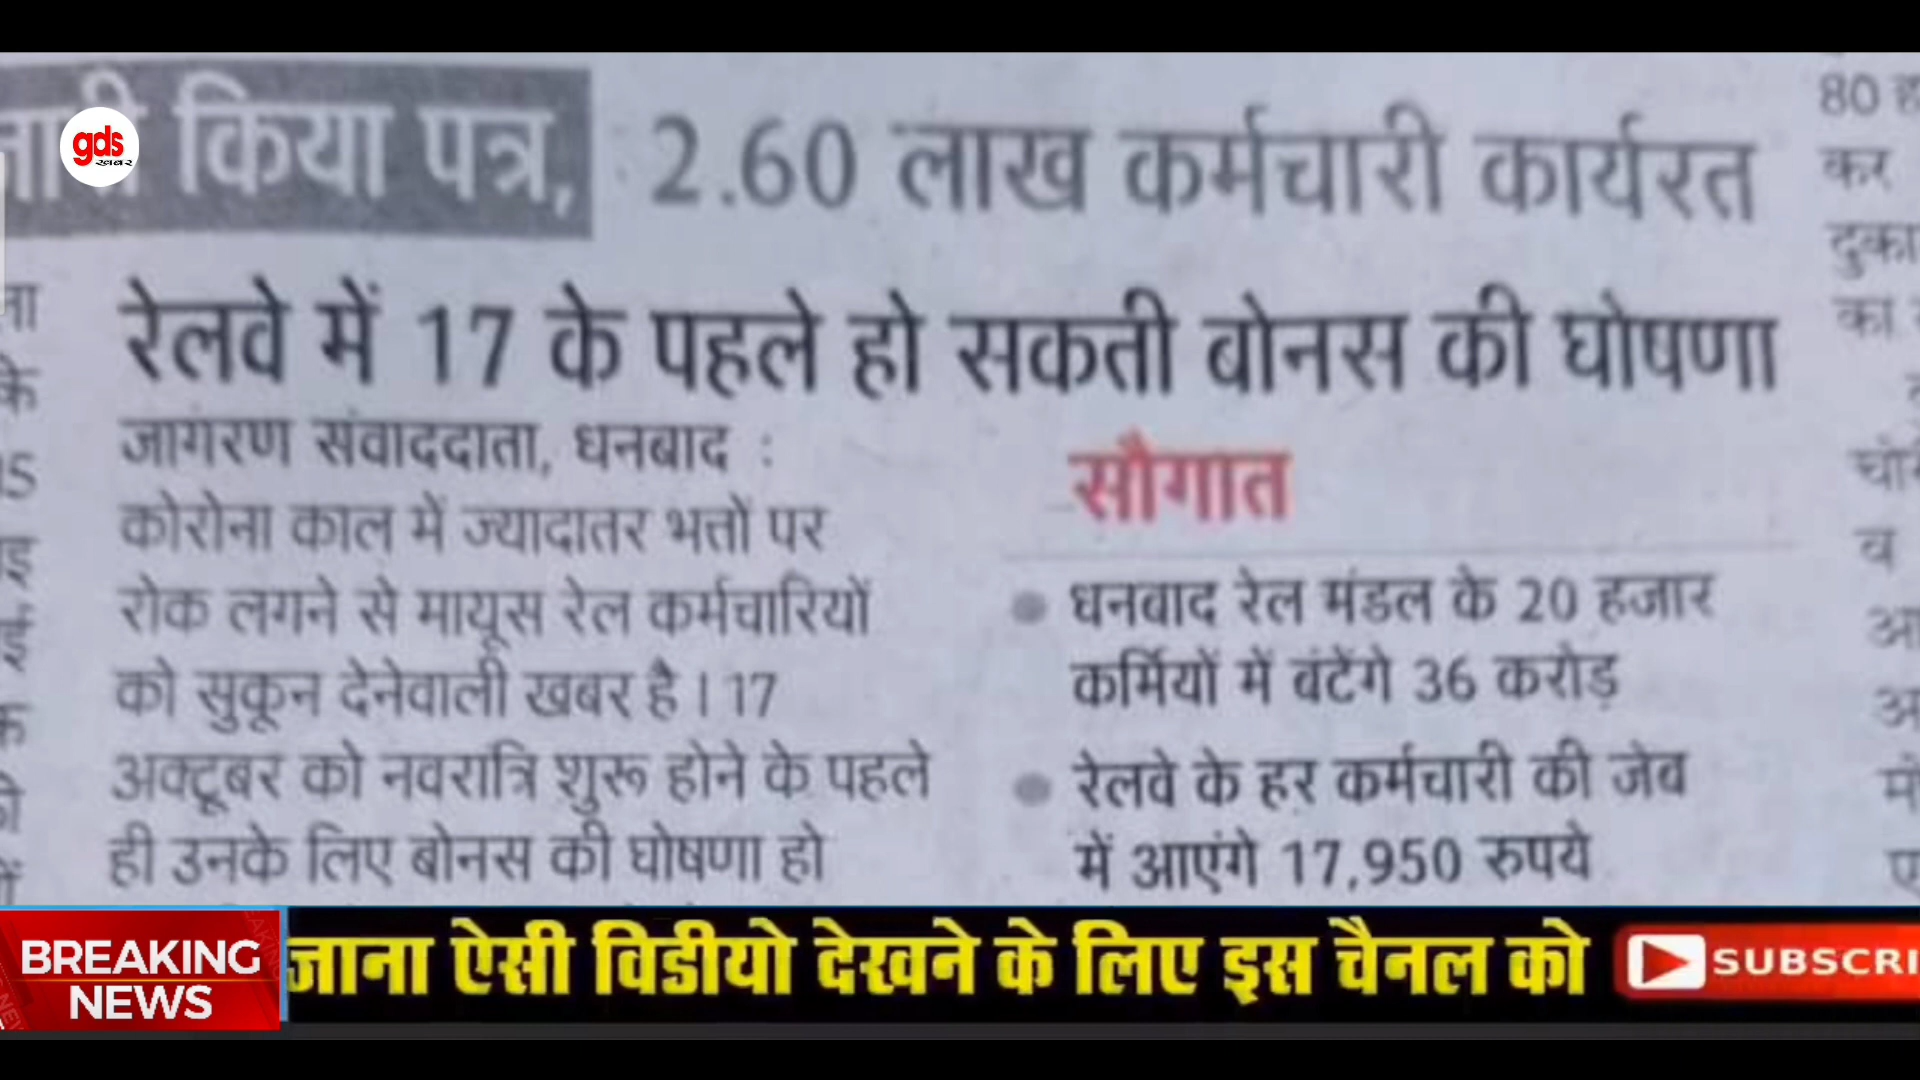 gds
खबर
किया पत्र, 2.60 लाख कर्मचारी कार्यरत
रेलवे में 17 के पहले हो सकती बोनस की घोषणा
जागरण संवाददाता, धनबाद :
कोरोना काल में ज्यादातर भत्तों पर
रोक लगने से मायूस रेल कर्मचारियों
को सुकून देनेवाली खबर है । 17
अक्टूबर को नवरात्रि शुरू होने के पहले
ही उनके लिए बोनस की घोषणा हो
सौगात
धनबाद रेल मंडल के 20 हजार
कर्मियों में बंटेंगे 36 करोड़
रेलवे के हर कर्मचारी की जेब
में आएंगे 17,950 रुपये
80
कर
व
BREAKING
NEWS
जाना ऐसी विडीयो देखने के लिए इस चैनल को
SUBSCRI